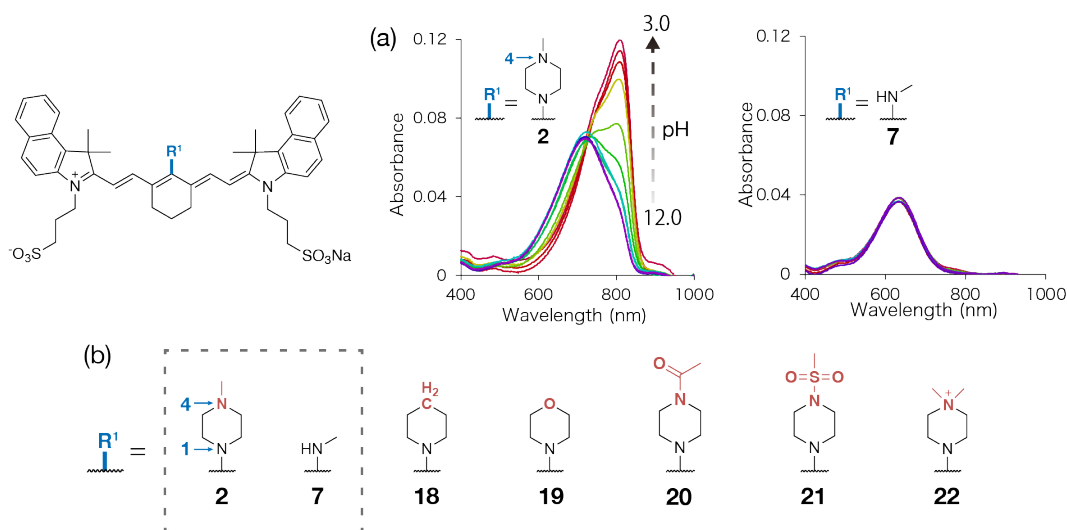 (a)
R¹
N⁺
N
⁻O₃S
SO₃Na
Absorbance
0.12
0.08
0.04
0
400 600 800 1000
Wavelength (nm)
R¹ =
4→ N
N
2
3.0
pH
12.0
Absorbance
0.12
0.08
0.04
0
400 600 800 1000
Wavelength (nm)
R¹ =
HN
7
(b)
R¹ =
4→ N
1→ N
2
HN
7
H₂
C
N
18
O
N
19
O
N
N
20
O=S=O
N
N
21
N⁺
N
22